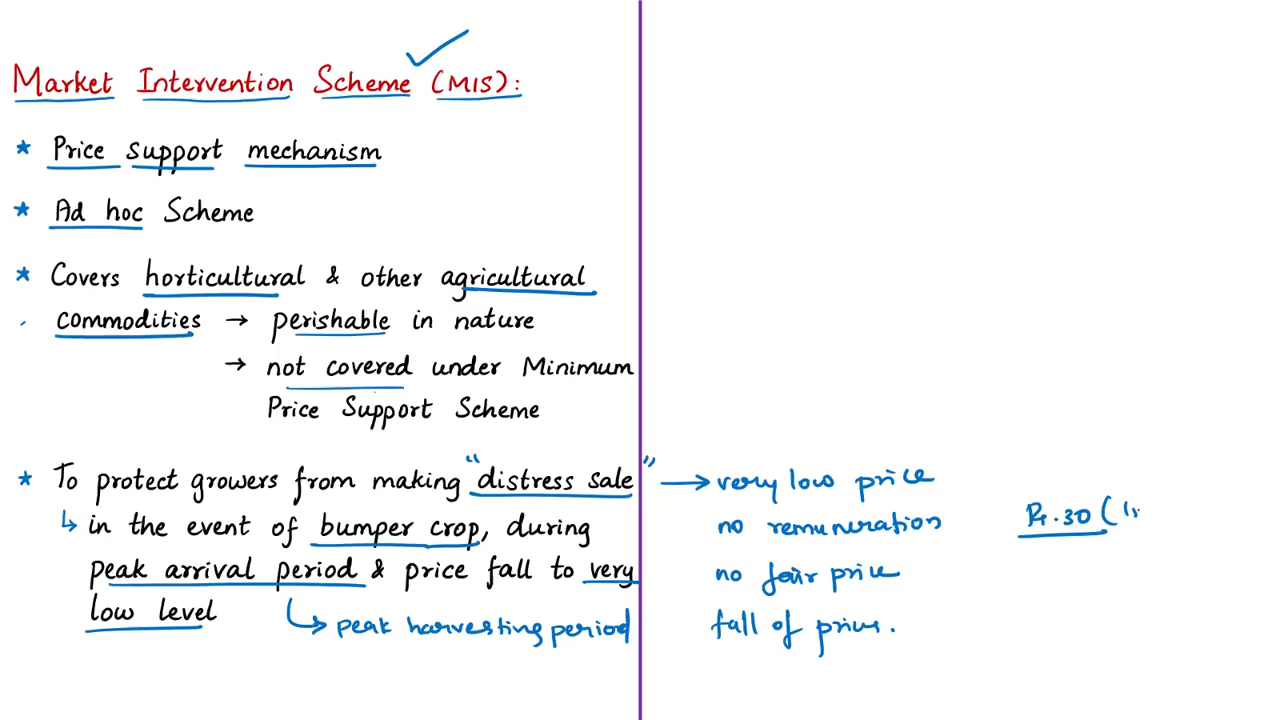 Market Intervention Scheme (MIS):
* Price support mechanism
* Ad hoc Scheme
* Covers horticultural & other agricultural
commodities → perishable in nature
→ not covered under Minimum
Price Support Scheme
* To protect growers from making "distress sale" → very low price
↳ in the event of bumper crop, during
no remuneration
Rs.30 (
peak arrival period & price fall to very
no fair price
low level
↳ peak harvesting period
fall of price.